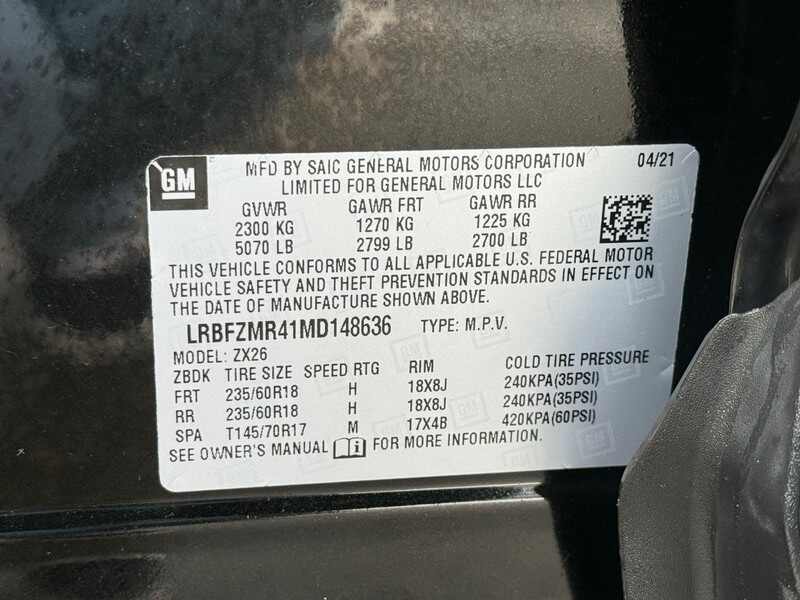 GM
MFD BY SAIC GENERAL MOTORS CORPORATION 04/21
LIMITED FOR GENERAL MOTORS LLC
GVWR GAWR FRT GAWR RR
2300 KG 1270 KG 1225 KG
5070 LB 2799 LB 2700 LB
THIS VEHICLE CONFORMS TO ALL APPLICABLE U.S. FEDERAL MOTOR
VEHICLE SAFETY AND THEFT PREVENTION STANDARDS IN EFFECT ON
THE DATE OF MANUFACTURE SHOWN ABOVE.
LRBFZMR41MD148636 TYPE: M.P.V.
MODEL: ZX26
ZBDK TIRE SIZE SPEED RTG RIM COLD TIRE PRESSURE
FRT 235/60R18 H 18X8J 240KPA(35PSI)
RR 235/60R18 H 18X8J 240KPA(35PSI)
SPA T145/70R17 M 17X4B 420KPA(60PSI)
SEE OWNER'S MANUAL FOR MORE INFORMATION.